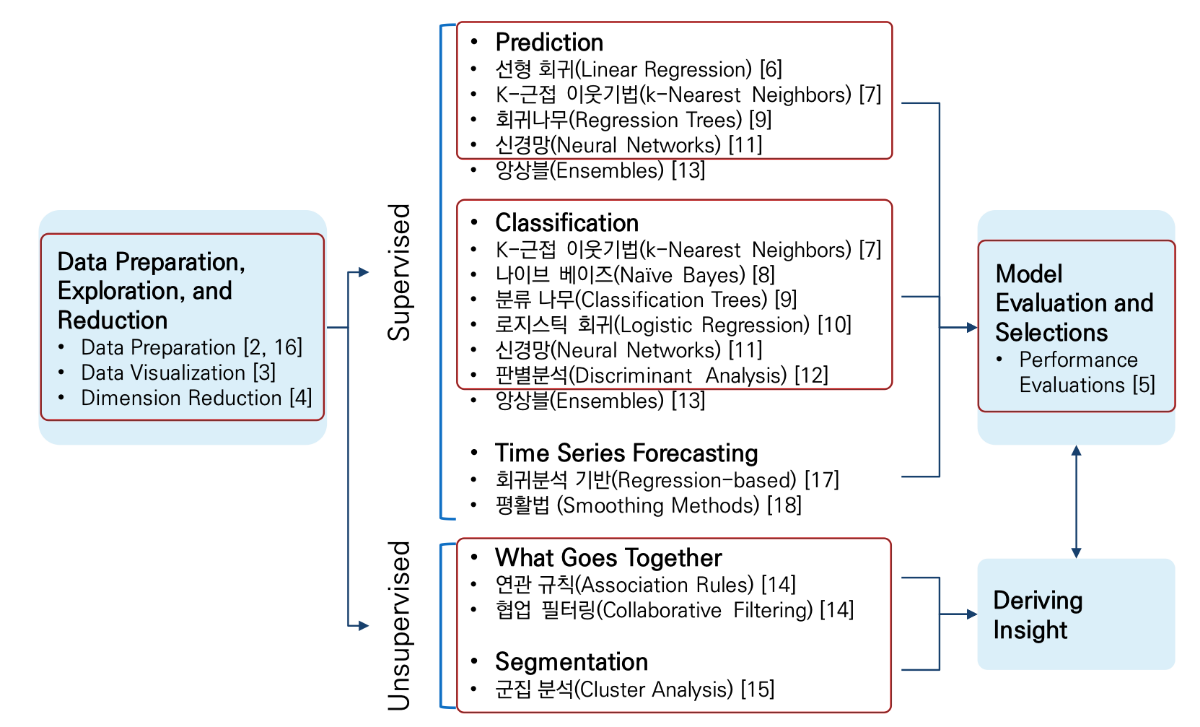 Data Preparation,
Exploration, and
Reduction
• Data Preparation [2, 16]
• Data Visualization [3]
• Dimension Reduction [4]
Supervised
• Prediction
• 선형 회귀(Linear Regression) [6]
• K-근접 이웃기법(k-Nearest Neighbors) [7]
• 회귀나무(Regression Trees) [9]
• 신경망(Neural Networks) [11]
• 앙상블(Ensembles) [13]
• Classification
• K-근접 이웃기법(k-Nearest Neighbors) [7]
• 나이브 베이즈(Naïve Bayes) [8]
• 분류 나무(Classification Trees) [9]
• 로지스틱 회귀(Logistic Regression) [10]
• 신경망(Neural Networks) [11]
• 판별분석(Discriminant Analysis) [12]
• 앙상블(Ensembles) [13]
• Time Series Forecasting
• 회귀분석 기반(Regression-based) [17]
• 평활법 (Smoothing Methods) [18]
Unsupervised
• What Goes Together
• 연관 규칙(Association Rules) [14]
• 협업 필터링(Collaborative Filtering) [14]
• Segmentation
• 군집 분석(Cluster Analysis) [15]
Model
Evaluation and
Selections
• Performance
Evaluations [5]
Deriving
Insight